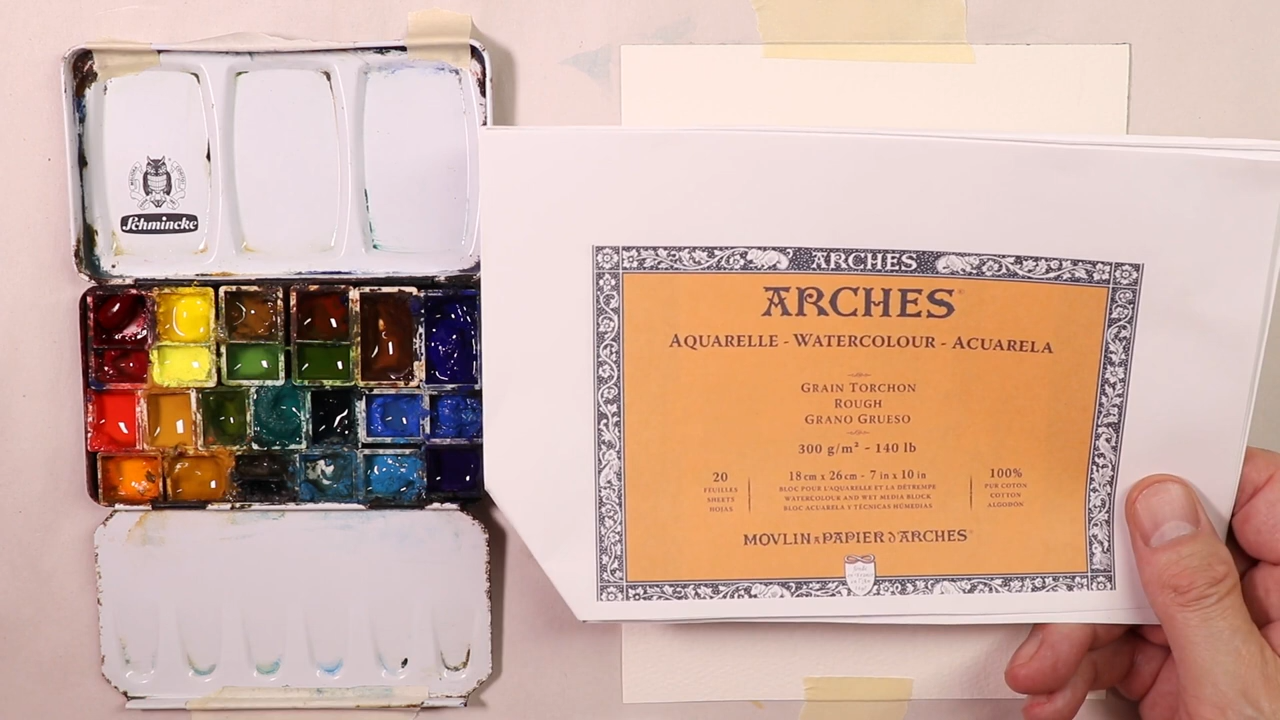 Schmincke
ARCHES
ARCHES®
AQUARELLE - WATERCOLOUR - ACUARELA
GRAIN TORCHON
ROUGH
GRANO GRUESO
300 g/m² - 140 lb
20
FEUILLES
SHEETS
HOJAS
18 cm x 26 cm - 7 in x 10 in
BLOC POUR L'AQUARELLE ET LA DÉTREMPE
WATERCOLOUR AND WET MEDIA BLOCK
BLOC ACUARELA Y TÉCNICAS HÚMEDAS
100%
PUR COTON
COTTON
ALGODÓN
MOVLIN A PAPIER D'ARCHES®